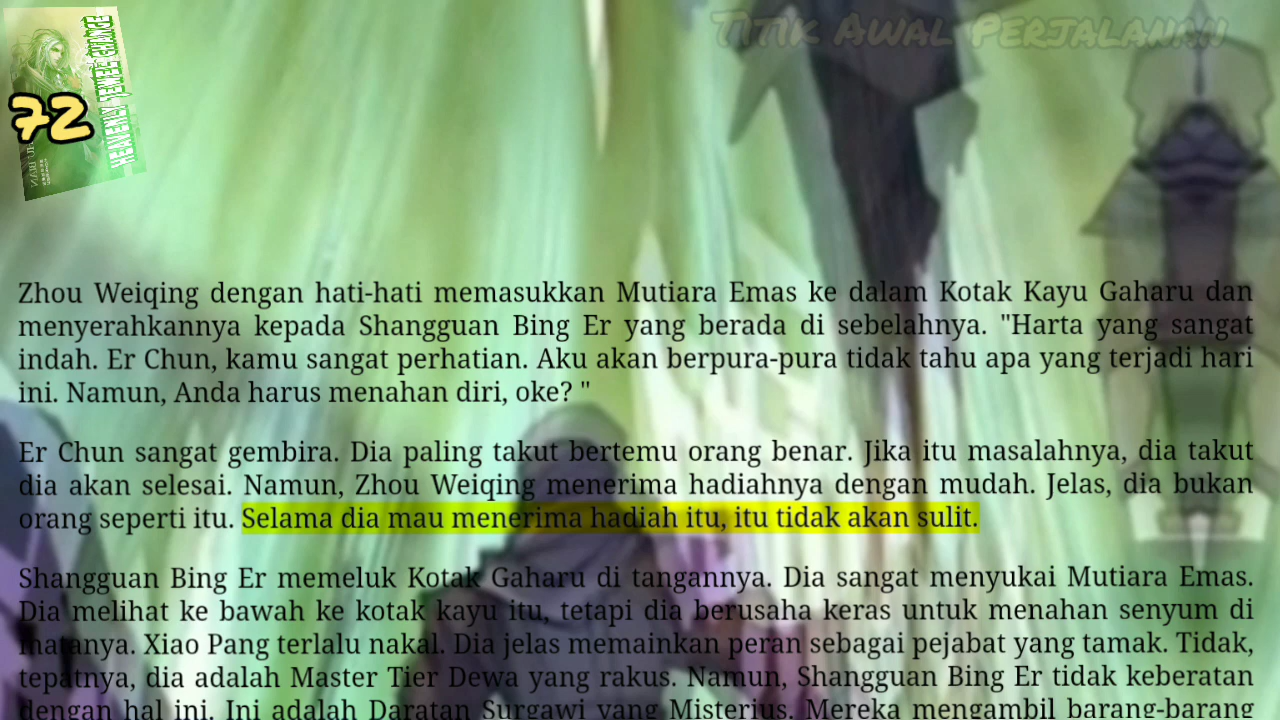 Titik Awal Perjalanan
HEAVENLY JEWEL CHANGE
72
Zhou Weiqing dengan hati-hati memasukkan Mutiara Emas ke dalam Kotak Kayu Gaharu dan
menyerahkannya kepada Shangguan Bing Er yang berada di sebelahnya. "Harta yang sangat
indah. Er Chun, kamu sangat perhatian. Aku akan berpura-pura tidak tahu apa yang terjadi hari
ini. Namun, Anda harus menahan diri, oke? "
Er Chun sangat gembira. Dia paling takut bertemu orang benar. Jika itu masalahnya, dia takut
dia akan selesai. Namun, Zhou Weiqing menerima hadiahnya dengan mudah. Jelas, dia bukan
orang seperti itu. Selama dia mau menerima hadiah itu, itu tidak akan sulit.
Shangguan Bing Er memeluk Kotak Gaharu di tangannya. Dia sangat menyukai Mutiara Emas.
Dia melihat ke bawah ke kotak kayu itu, tetapi dia berusaha keras untuk menahan senyum di
matanya. Xiao Pang terlalu nakal. Dia jelas memainkan peran sebagai pejabat yang tamak. Tidak,
tepatnya, dia adalah Master Tier Dewa yang rakus. Namun, Shangguan Bing Er tidak keberatan
dengan hal ini. Ini adalah Daratan Surgawi yang Misterius. Mereka mengambil barang-barang